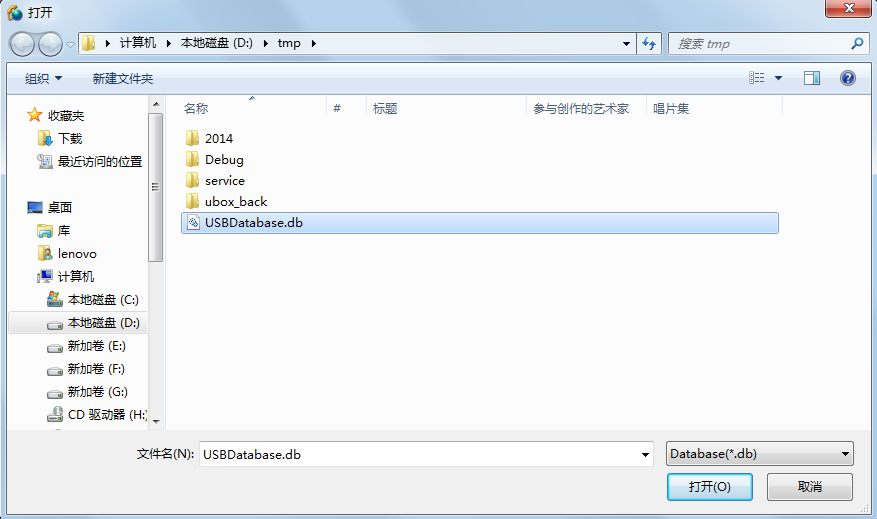 打开
计算机 本地磁盘 (D:) tmp
搜索 tmp
组织 新建文件夹
收藏夹
下载
最近访问的位置
桌面
库
lenovo
计算机
本地磁盘 (C:)
本地磁盘 (D:)
新加卷 (E:)
新加卷 (F:)
新加卷 (G:)
CD 驱动器 (H:)
名称 # 标题 参与创作的艺术家 唱片集
2014
Debug
service
ubox_back
USBDatabase.db
文件名(N): USBDatabase.db Database(*.db)
打开(O) 取消